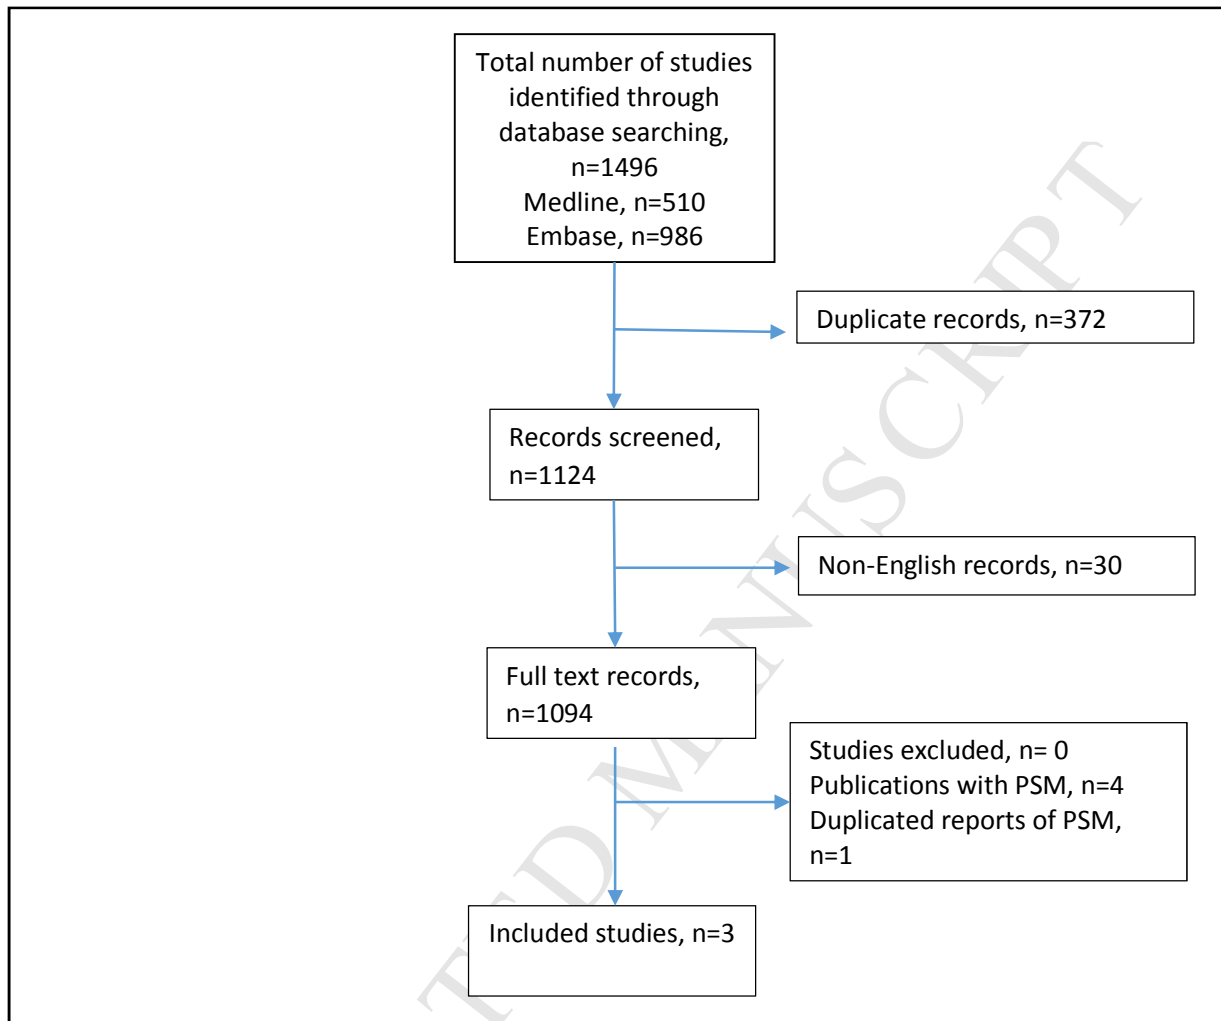 Total number of studies
identified through
database searching,
n=1496
Medline, n=510
Embase, n=986
Duplicate records, n=372
Records screened,
n=1124
Non-English records, n=30
Full text records,
n=1094
Studies excluded, n= 0
Publications with PSM, n=4
Duplicated reports of PSM,
n=1
Included studies, n=3
TED MANUSCRIPT